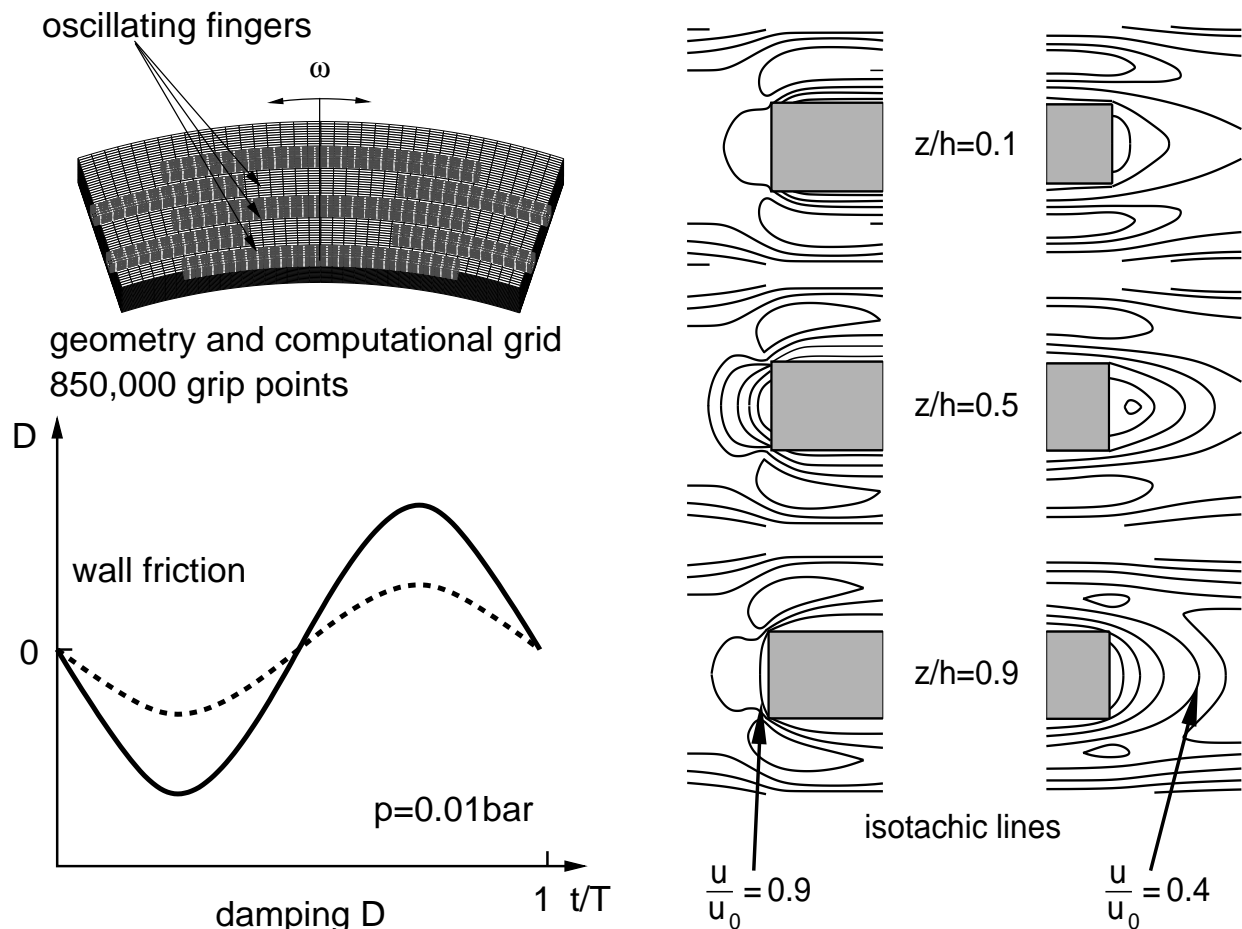 oscillating fingers
ω
geometry and computational grid
850,000 grip points
D
wall friction
0
p=0.01bar
1 t/T
damping D
z/h=0.1
z/h=0.5
z/h=0.9
isotachic lines
u/u0 = 0.9
u/u0 = 0.4